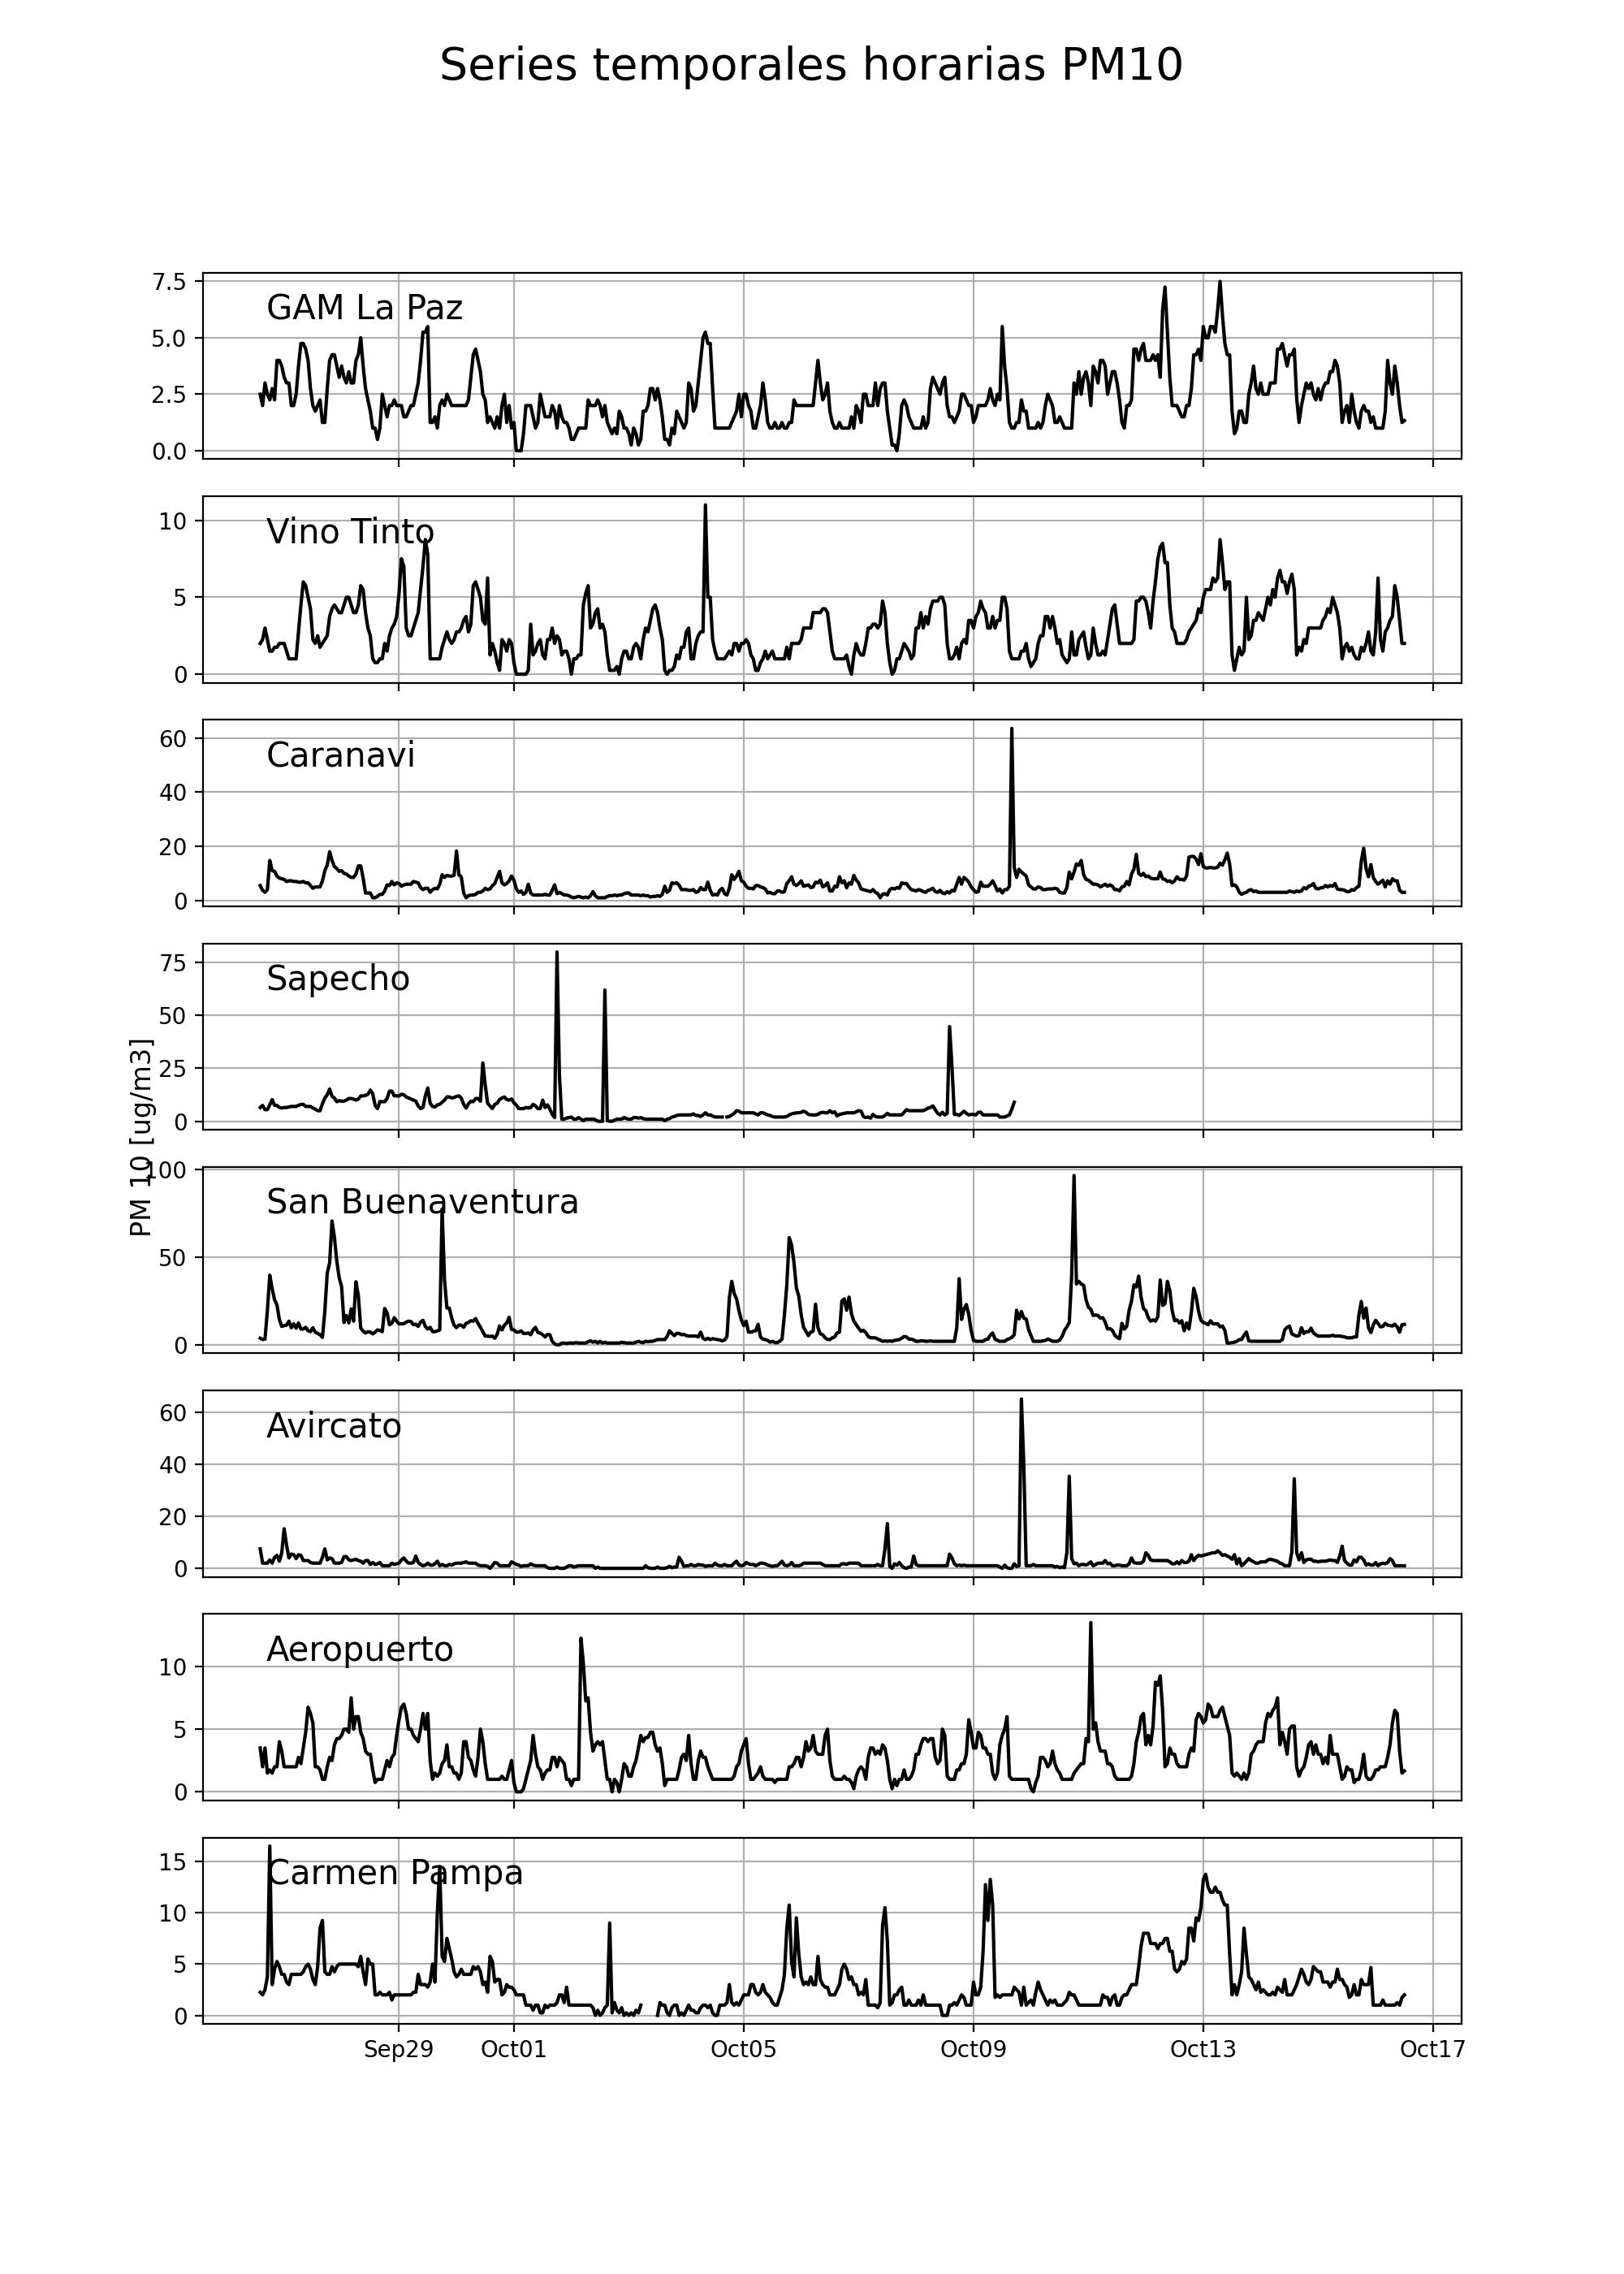 Series temporales horarias PM10
7.5
GAM La Paz
5.0
2.5
0.0
10
Vino Tinto
5
0
60
Caranavi
40
20
0
75
Sapecho
50
25
0
PM 10 [ug/m3]
100
San Buenaventura
50
0
60
Avircato
40
20
0
Aeropuerto
10
5
0
15
Carmen Pampa
10
5
0
Sep29 Oct01 Oct05 Oct09 Oct13 Oct17